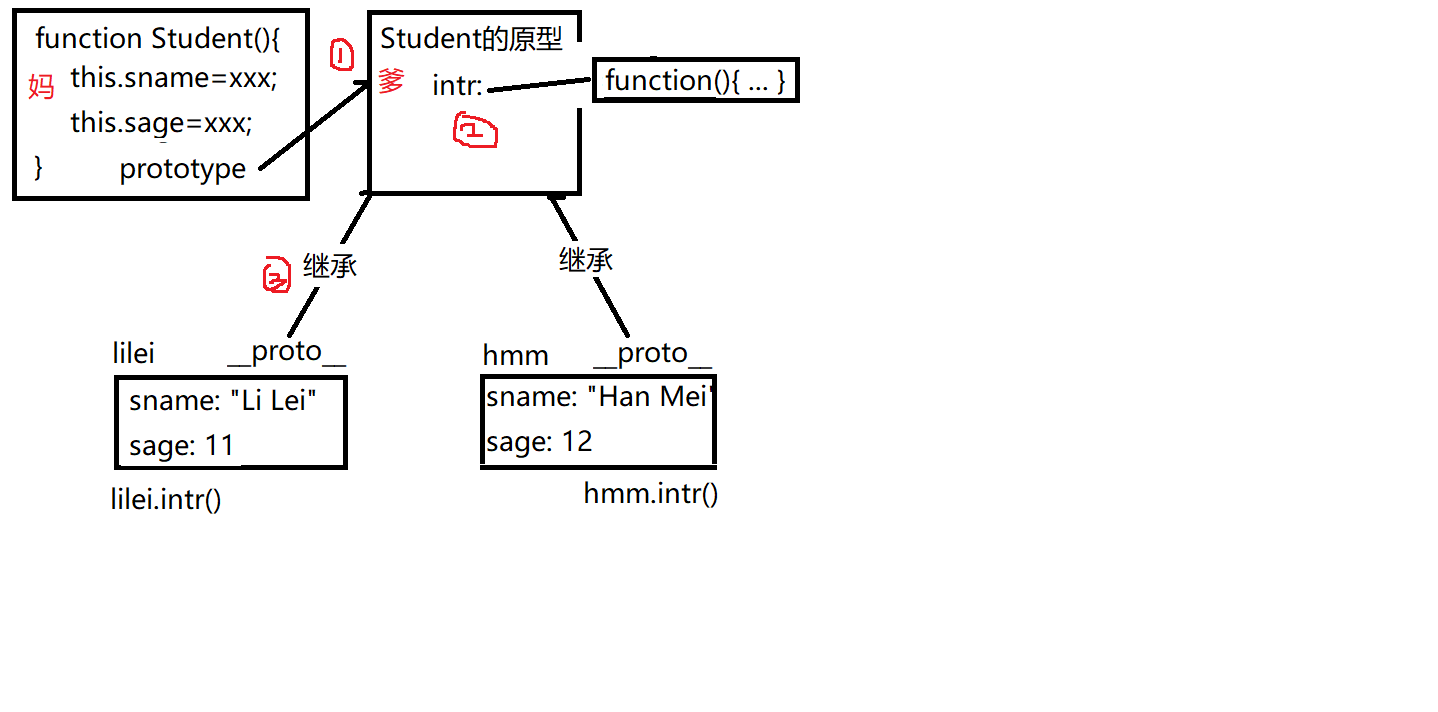 function Student(){
妈 this.sname=xxx;
this.sage=xxx;
} prototype
①
Student的原型
爹 intr:
②
function(){ ... }
③ 继承
继承
lilei __proto__
sname: "Li Lei"
sage: 11
lilei.intr()
hmm __proto__
sname: "Han Mei"
sage: 12
hmm.intr()